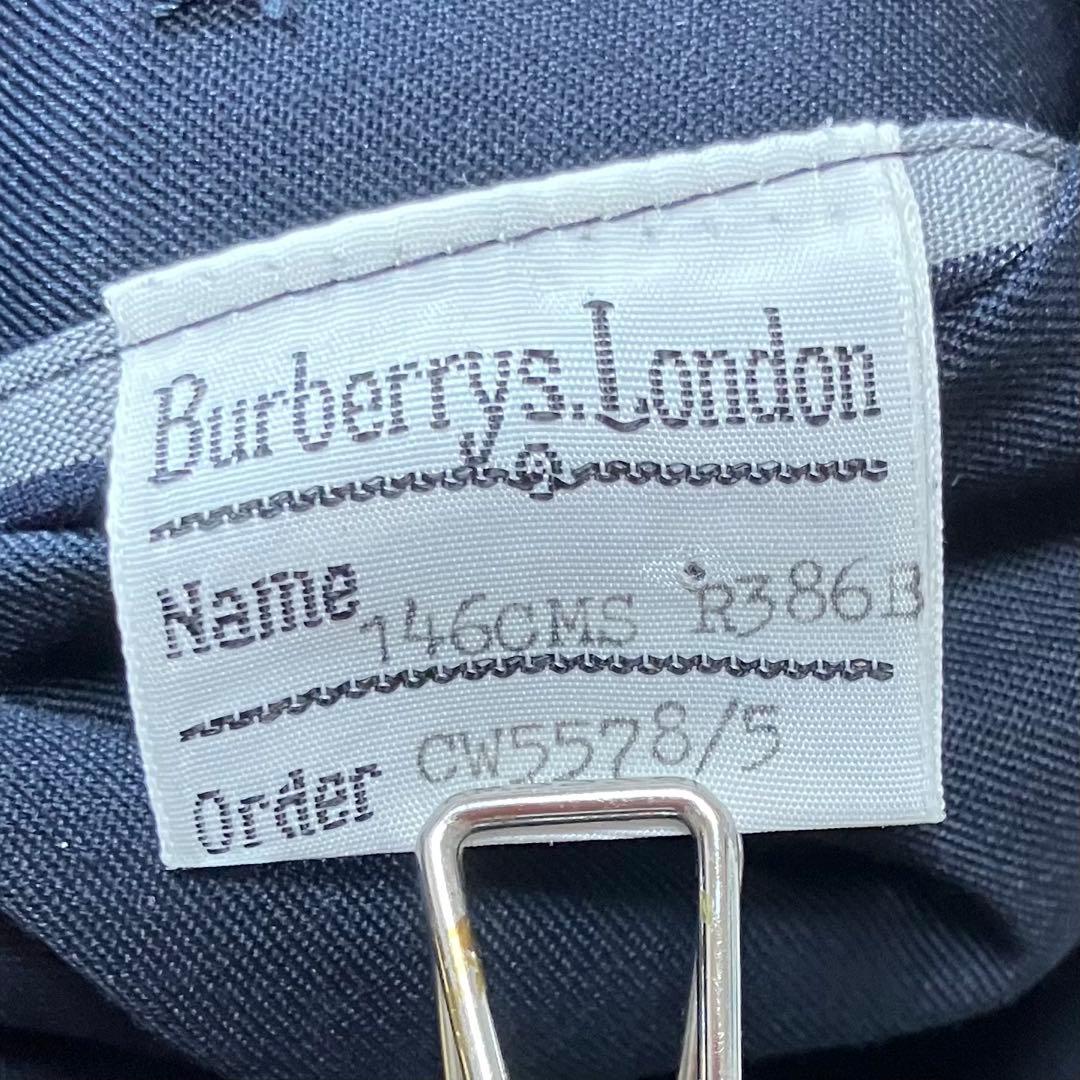 Burberrys.London
Name 146CMS R386B
Order CW5578/5